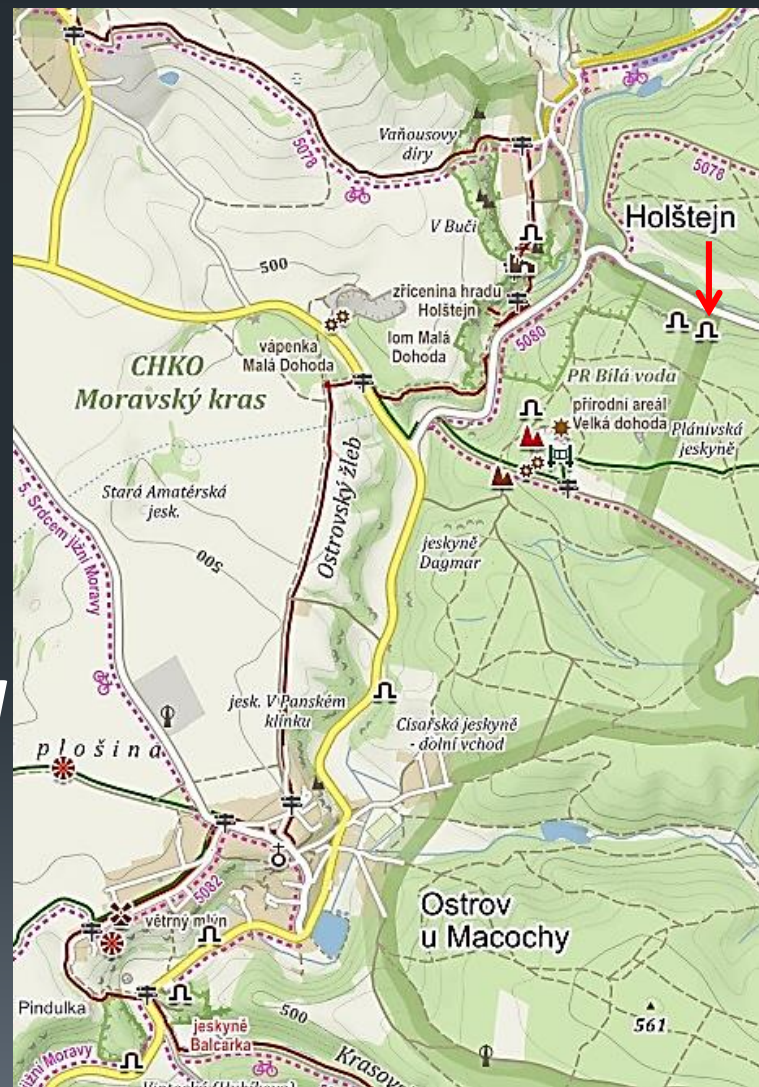 5078
Vaňousovy
díry
5078
Holštejn
V Bučí
500
zřícenina hradu
Holštejn
lom Malá
Dohoda
vápenka
Malá Dohoda
5080
CHKO
Moravský kras
PR Bílá voda
přírodní areál
Velká dohoda
Plánivská
jeskyně
Ostrovský žleb
Stará Amatérská
jesk.
5. Srdcem jižní Moravy
jeskyně
Dagmar
500
jesk. V Panském
klínku
Císařská jeskyně
- dolní vchod
plošina
5082
větrný mlýn
Ostrov
u Macochy
Pindulka
500
561
jeskyně
Balcarka
jižní Moravy